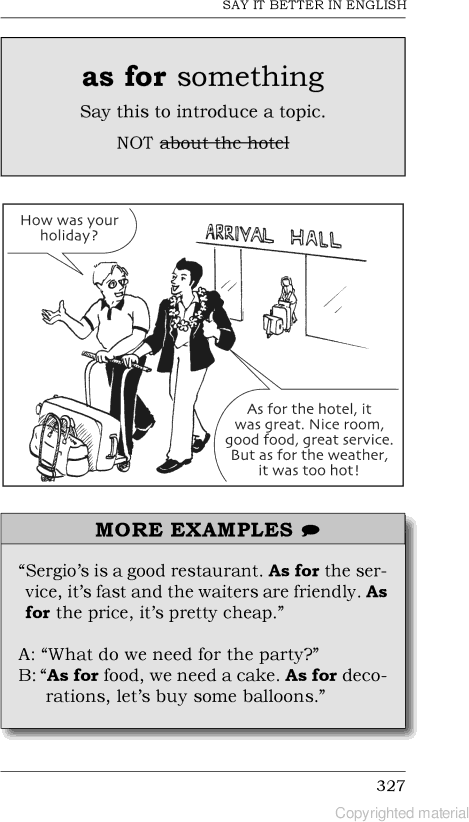 SAY IT BETTER IN ENGLISH
as for something
Say this to introduce a topic.
NOT about the hotel
How was your
holiday?
ARRIVAL HALL
As for the hotel, it
was great. Nice room,
good food, great service.
But as for the weather,
it was too hot!
MORE EXAMPLES
“Sergio’s is a good restaurant. As for the ser-
vice, it’s fast and the waiters are friendly. As
for the price, it’s pretty cheap.”
A: “What do we need for the party?”
B: “As for food, we need a cake. As for deco-
rations, let’s buy some balloons.”
327
Copyrighted material